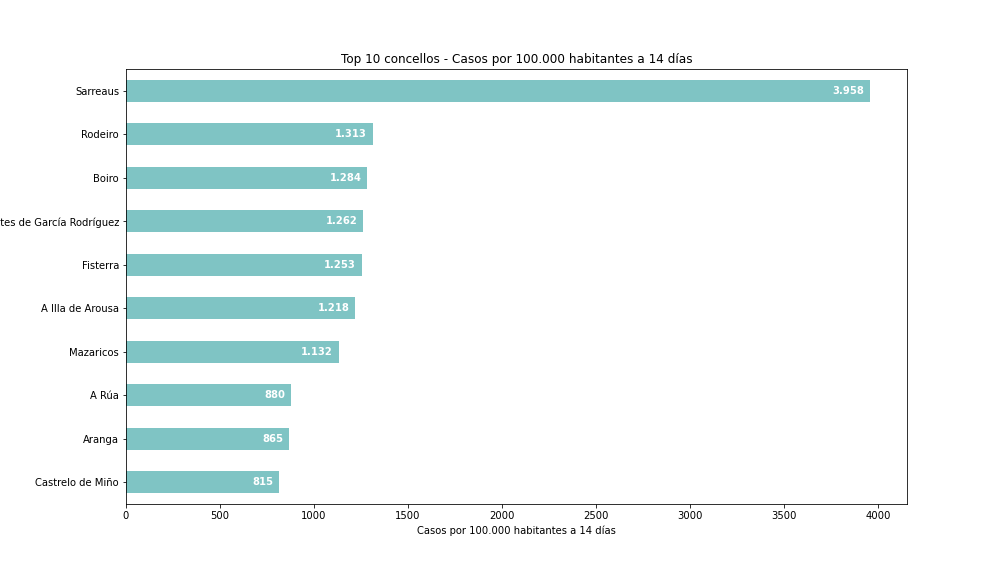 Top 10 concellos - Casos por 100.000 habitantes a 14 días
Sarreaus 3.958
Rodeiro 1.313
Boiro 1.284
tes de García Rodríguez 1.262
Fisterra 1.253
A Illa de Arousa 1.218
Mazaricos 1.132
A Rúa 880
Aranga 865
Castrelo de Miño 815
0 500 1000 1500 2000 2500 3000 3500 4000
Casos por 100.000 habitantes a 14 días